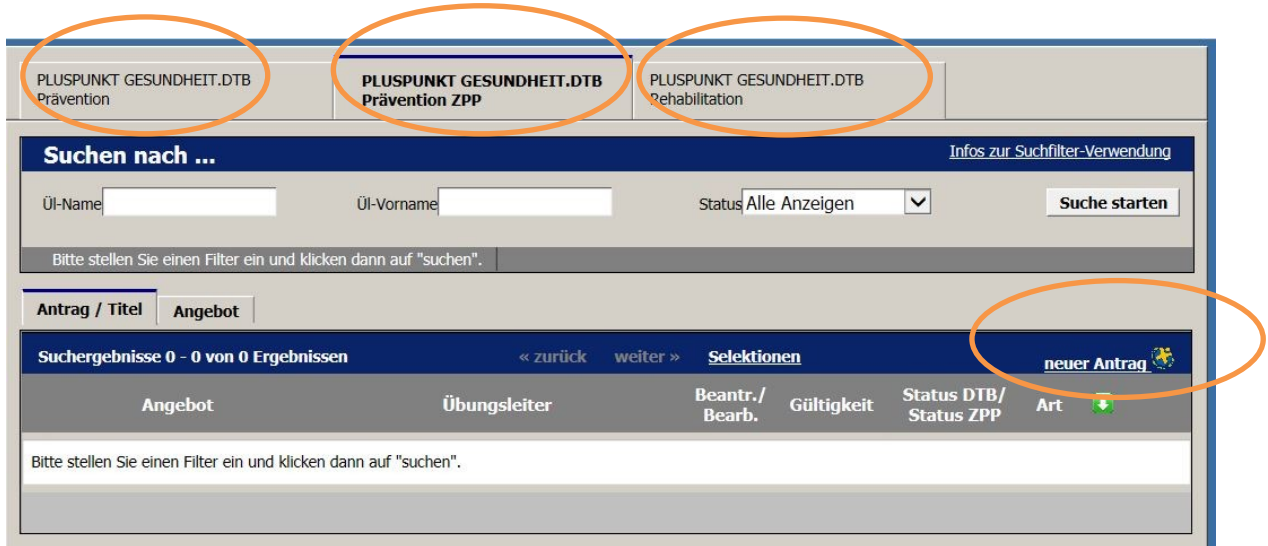 PLUSPUNKT GESUNDHEIT.DTB
Prävention
PLUSPUNKT GESUNDHEIT.DTB
Prävention ZPP
PLUSPUNKT GESUNDHEIT.DTB
Rehabilitation
Suchen nach ...
Infos zur Suchfilter-Verwendung
Ül-Name
Ül-Vorname
Status Alle Anzeigen
Suche starten
Bitte stellen Sie einen Filter ein und klicken dann auf "suchen".
Antrag / Titel
Angebot
Suchergebnisse 0 - 0 von 0 Ergebnissen
« zurück
weiter »
Selektionen
neuer Antrag
Angebot
Übungsleiter
Beantr./
Bearb.
Gültigkeit
Status DTB/
Status ZPP
Art
Bitte stellen Sie einen Filter ein und klicken dann auf "suchen".